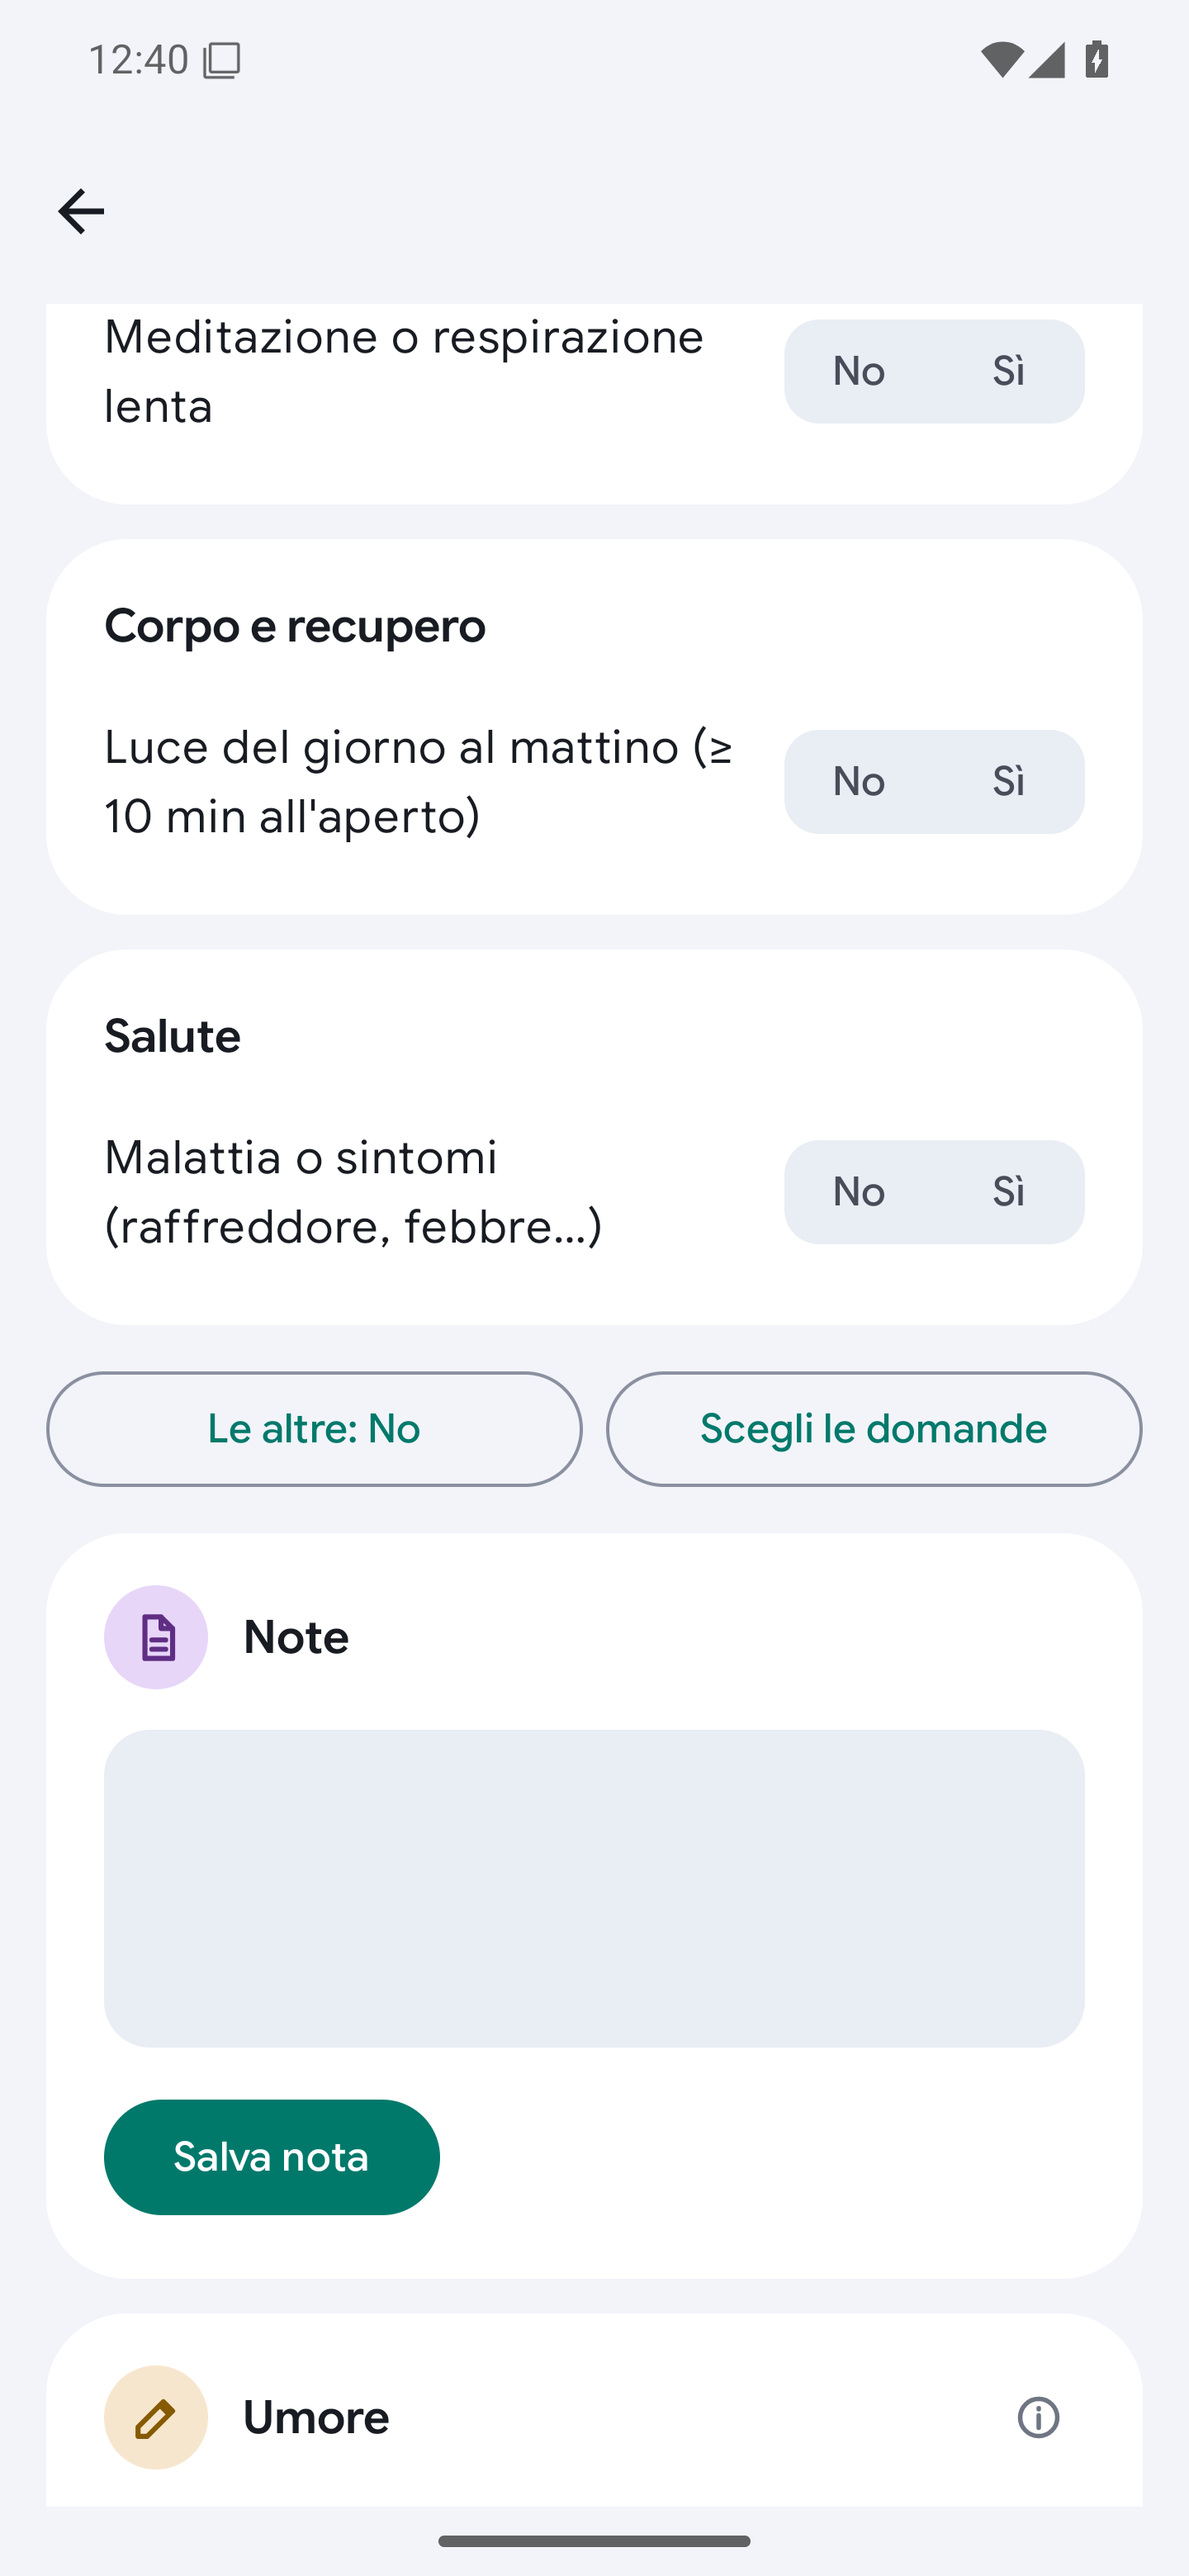 12:40
Meditazione o respirazione
lenta
No Sì
Corpo e recupero
Luce del giorno al mattino (≥
10 min all'aperto)
No Sì
Salute
Malattia o sintomi
(raffreddore, febbre...)
No Sì
Le altre: No
Scegli le domande
Note
Salva nota
Umore